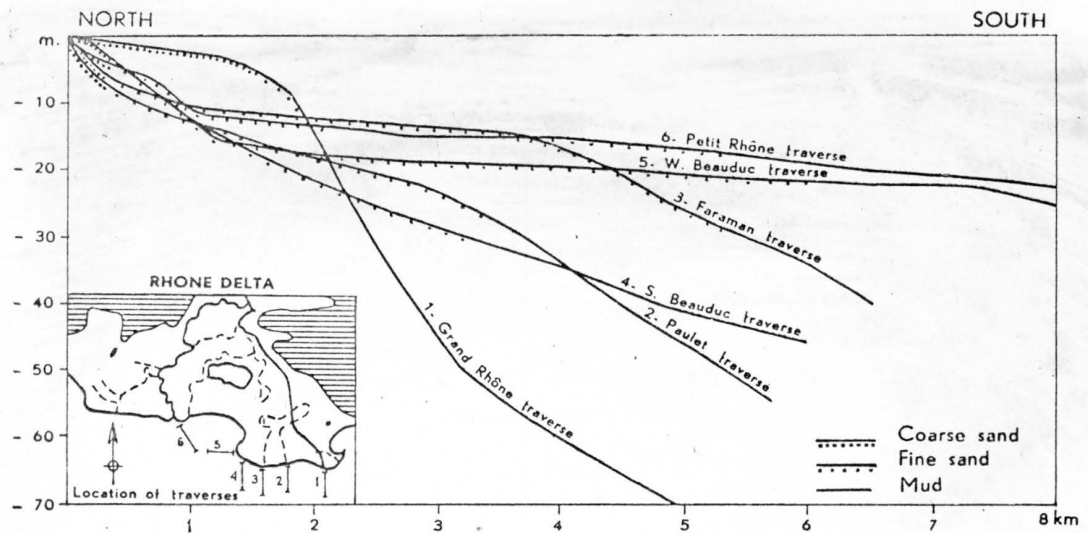 NORTH
SOUTH
m.
- 10
- 20
- 30
- 40
- 50
- 60
- 70
6- Petit Rhône traverse
5- W. Beauduc traverse
3- Faraman traverse
4- S. Beauduc traverse
2- Paulet traverse
1- Grand Rhône traverse
RHONE DELTA
6
5
4
3
2
1
Location of traverses
Coarse sand
Fine sand
Mud
1
2
3
4
5
6
7
8 km